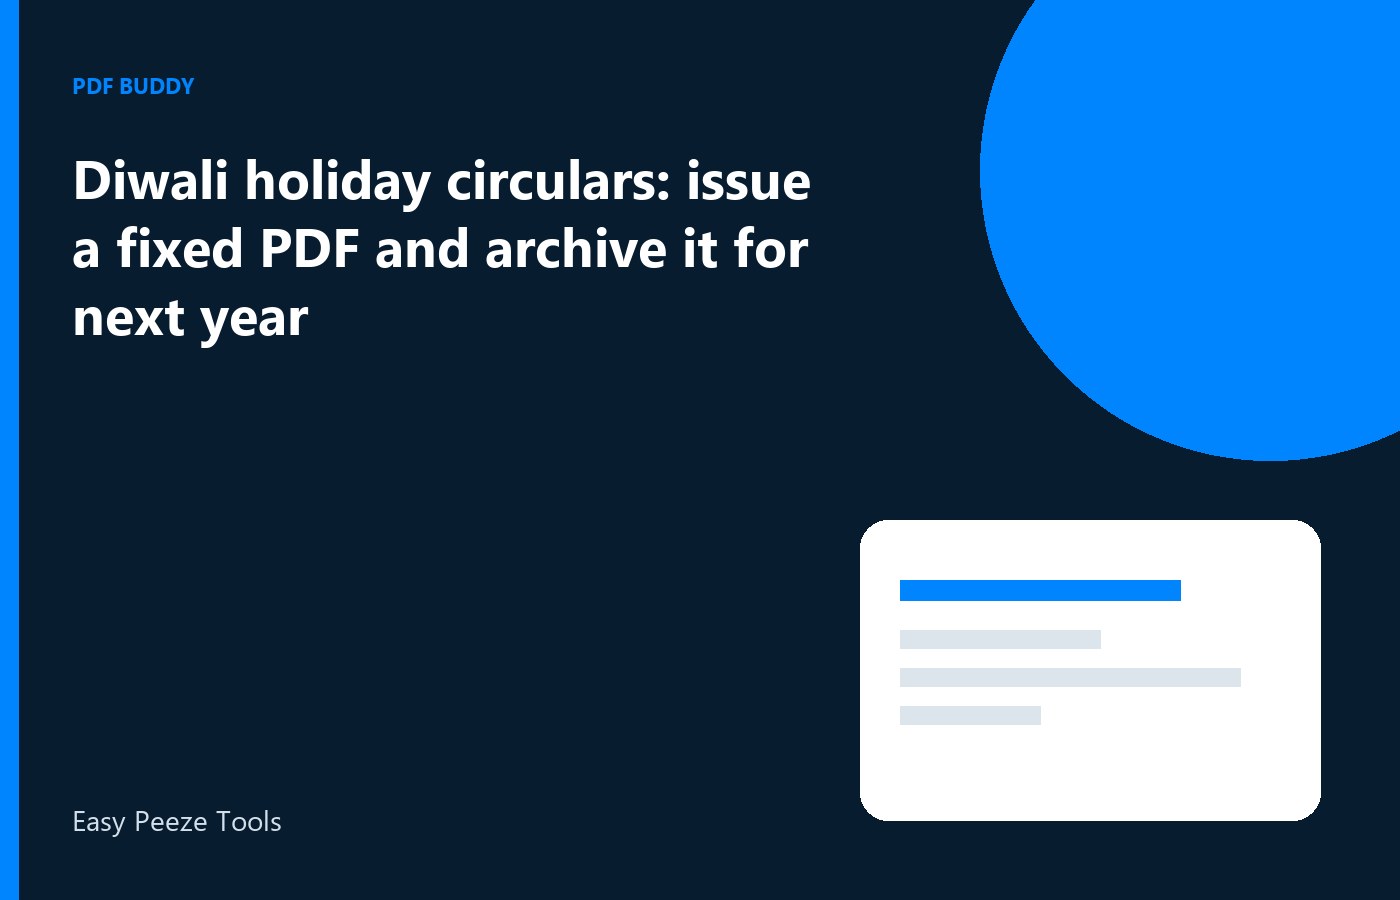 PDF BUDDY
Diwali holiday circulars: issue
a fixed PDF and archive it for
next year
Easy Peeze Tools